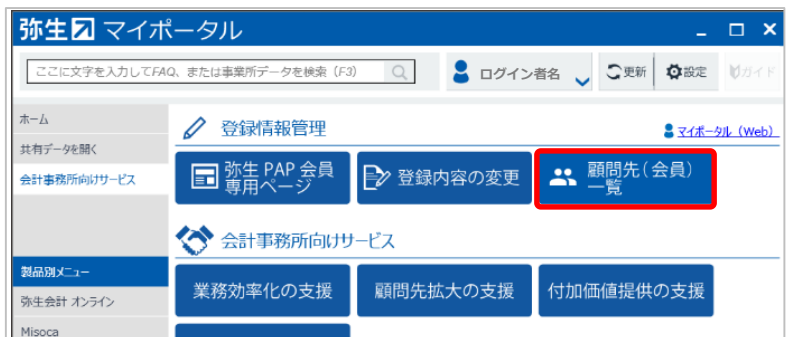 弥生 マイポータル
ここに文字を入力してFAQ、または事業所データを検索（F3）
ログイン者名
更新
設定
ガイド
ホーム
共有データを開く
会計事務所向けサービス
製品別メニュー
弥生会計 オンライン
Misoca
登録情報管理
マイポータル（Web）
弥生 PAP 会員
専用ページ
登録内容の変更
顧問先（会員）
一覧
会計事務所向けサービス
業務効率化の支援
顧問先拡大の支援
付加価値提供の支援